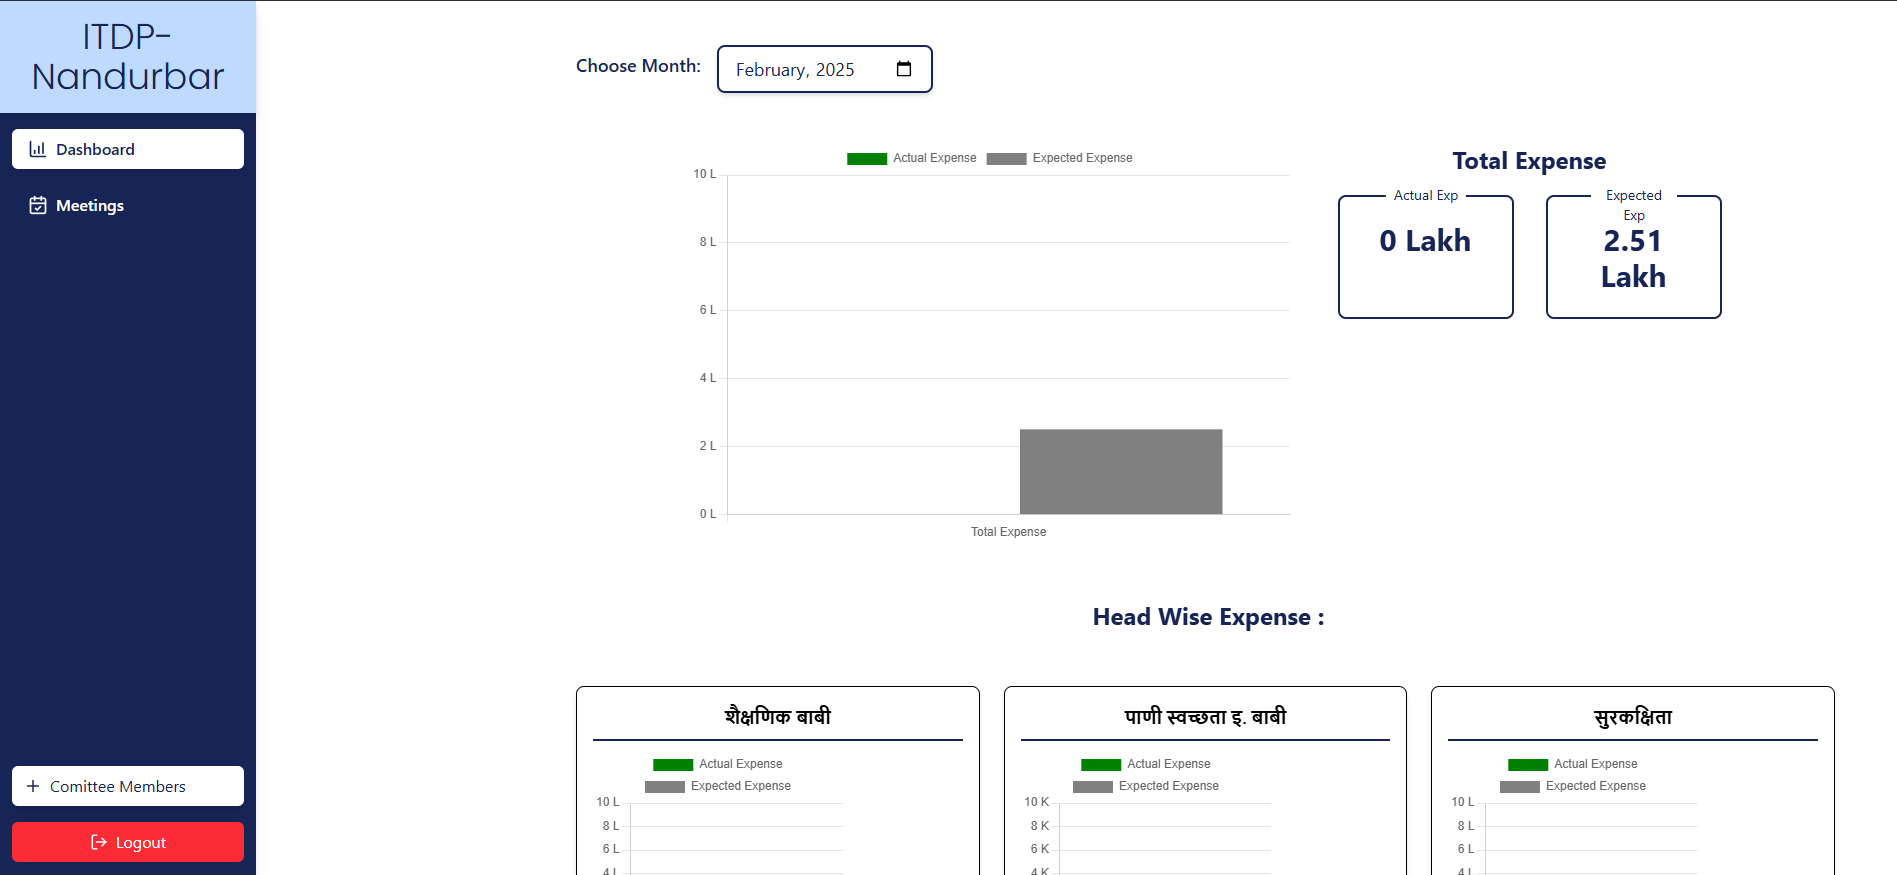 ITDP-
Nandurbar
Dashboard
Meetings
Comittee Members
Logout
Choose Month:
February, 2025
Actual Expense
Expected Expense
10 L
8 L
6 L
4 L
2 L
0 L
Total Expense
Total Expense
Actual Exp
0 Lakh
Expected
Exp
2.51
Lakh
Head Wise Expense :
शैक्षणिक बाबी
Actual Expense
Expected Expense
10 L
8 L
6 L
4 L
पाणी स्वच्छता इ. बाबी
Actual Expense
Expected Expense
10 K
8 K
6 K
4 K
सुरक्षिता
Actual Expense
Expected Expense
10 L
8 L
6 L
4 L